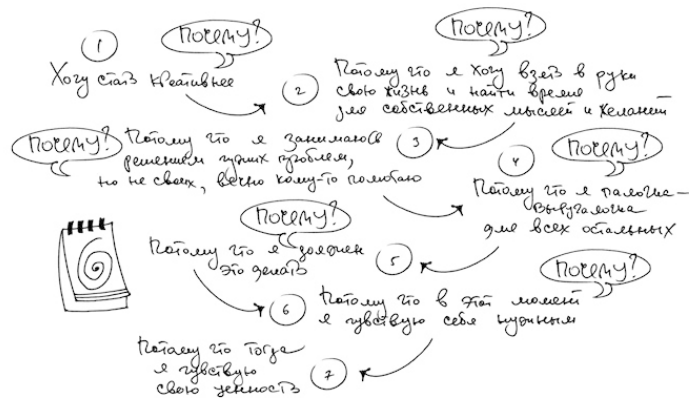 1
Почему?
Хочу стать креативнее
Почему?
2
Потому что я хочу взять в руки
свою жизнь и найти время
для собственных мыслей и желаний
Почему?
3
Потому что я занимаюсь
решением чужих проблем,
но не своих, вечно кому-то помогаю
Почему?
4
Потому что я палочка-
выручалочка
для всех остальных
Почему?
5
Потому что я должен
это делать
Почему?
6
Потому что в этот момент
я чувствую себя нужным
7
Потому что тогда
я чувствую
свою ценность